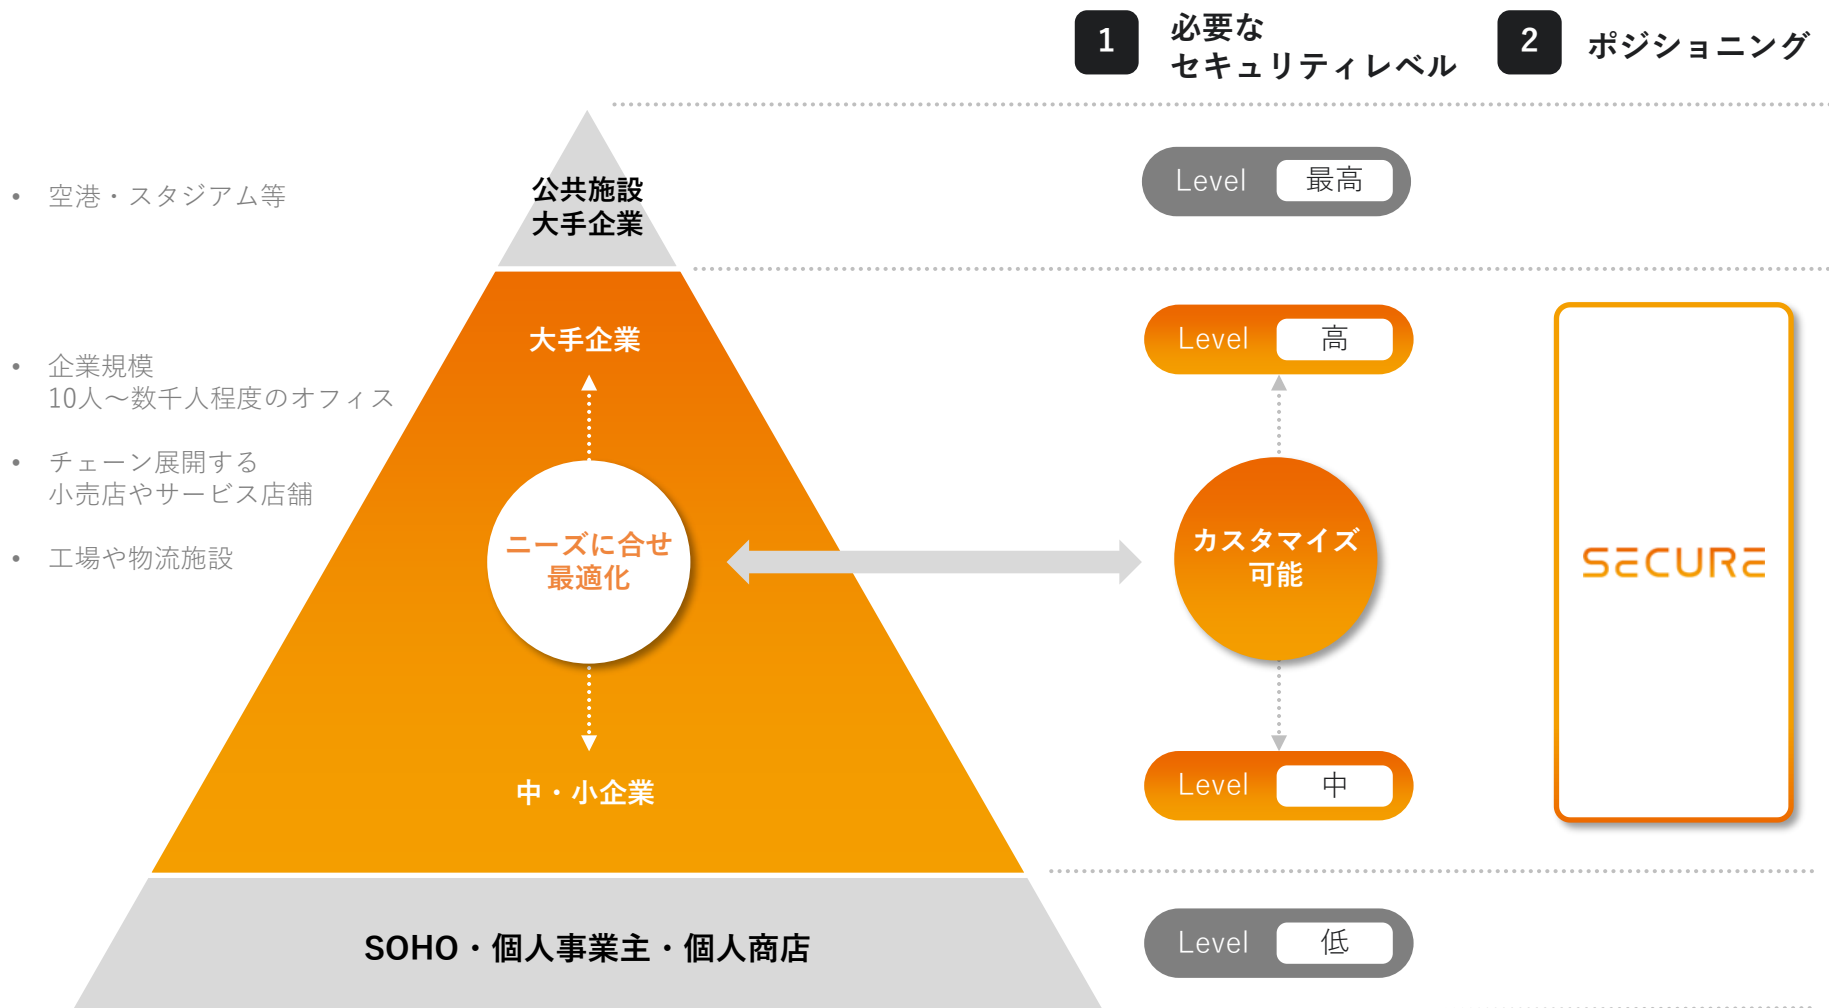 1
必要な
セキュリティレベル
2
ポジショニング
• 空港・スタジアム等
公共施設
大手企業
Level 最高
• 企業規模
10人～数千人程度のオフィス
• チェーン展開する
小売店やサービス店舗
• 工場や物流施設
大手企業
ニーズに合せ
最適化
中・小企業
Level 高
カスタマイズ
可能
Level 中
SECURE
SOHO・個人事業主・個人商店
Level 低